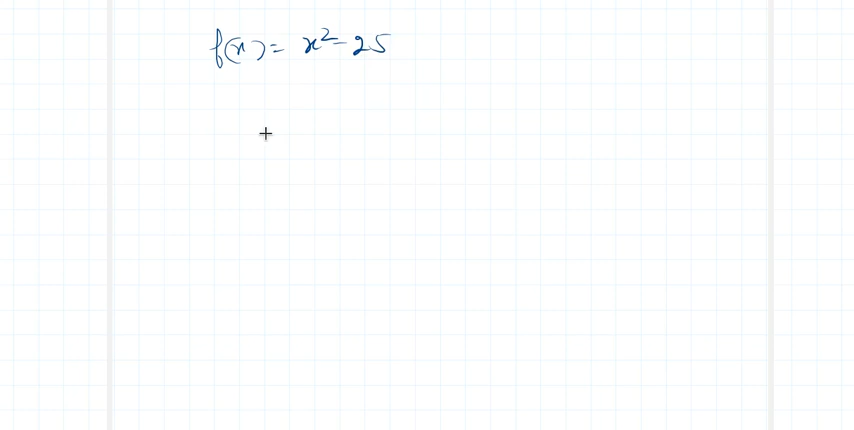 f(x) = x² - 25